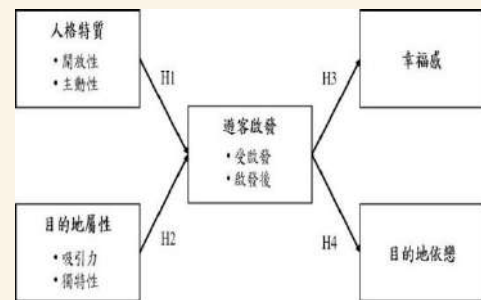 人格特質
• 開放性
• 主動性
H1
H3
幸福感
遊客啟發
• 受啟發
• 啟發後
目的地屬性
• 吸引力
• 獨特性
H2
H4
目的地依戀